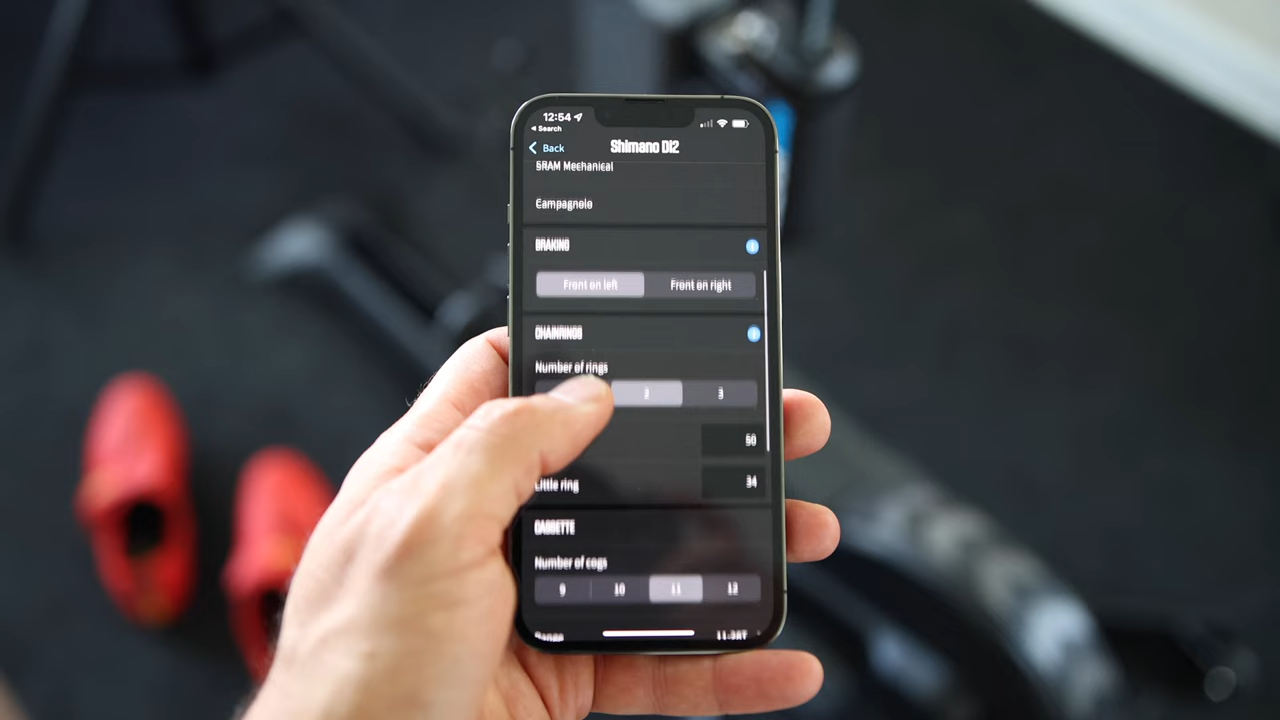 12:54
Search
Back
Shimano DI2
SRAM Mechanical
Campagnolo
BRAKING
Front on left
Front on right
CHAINRINGS
Number of rings
2
3
50
Little ring
34
CASSETTE
Number of cogs
9
10
11
12
Range